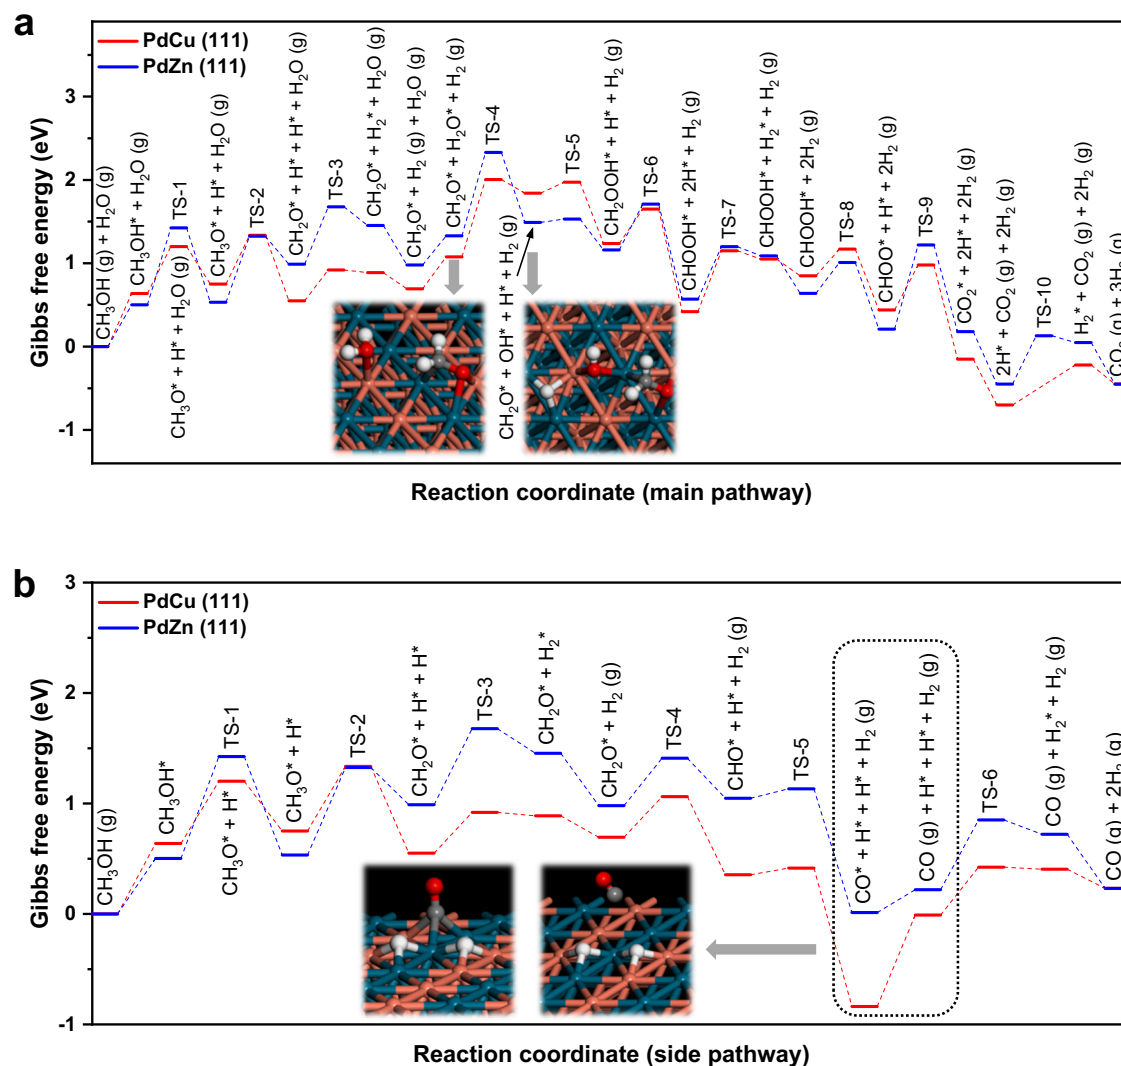 a
PdCu (111)
PdZn (111)
Gibbs free energy (eV)
3
2
1
0
-1
CH₃OH (g) + H₂O (g)
CH₃OH* + H₂O (g)
TS-1
CH₃O* + H* + H₂O (g)
CH₃O* + H* + H₂O (g)
TS-2
CH₂O* + H* + H* + H₂O (g)
TS-3
CH₂O* + H₂* + H₂O (g)
CH₂O* + H₂ (g) + H₂O (g)
CH₂O* + H₂O* + H₂ (g)
TS-4
CH₂O* + OH* + H* + H₂ (g)
TS-5
CH₂OOH* + H* + H₂ (g)
TS-6
CHOOH* + 2H* + H₂ (g)
TS-7
CHOOH* + H₂* + H₂ (g)
CHOOH* + 2H₂ (g)
TS-8
CHOO* + H* + 2H₂ (g)
TS-9
CO₂* + 2H* + 2H₂ (g)
2H* + CO₂ (g) + 2H₂ (g)
TS-10
H₂* + CO₂ (g) + 2H₂ (g)
CO₂ (g) + 3H₂ (g)
Reaction coordinate (main pathway)
b
PdCu (111)
PdZn (111)
Gibbs free energy (eV)
3
2
1
0
-1
CH₃OH (g)
CH₃OH*
TS-1
CH₃O* + H*
CH₃O* + H*
TS-2
CH₂O* + H* + H*
TS-3
CH₂O* + H₂*
CH₂O* + H₂ (g)
TS-4
CHO* + H* + H₂ (g)
TS-5
CO* + H* + H* + H₂ (g)
CO (g) + H* + H* + H₂ (g)
TS-6
CO (g) + H₂* + H₂ (g)
CO (g) + 2H₂ (g)
Reaction coordinate (side pathway)